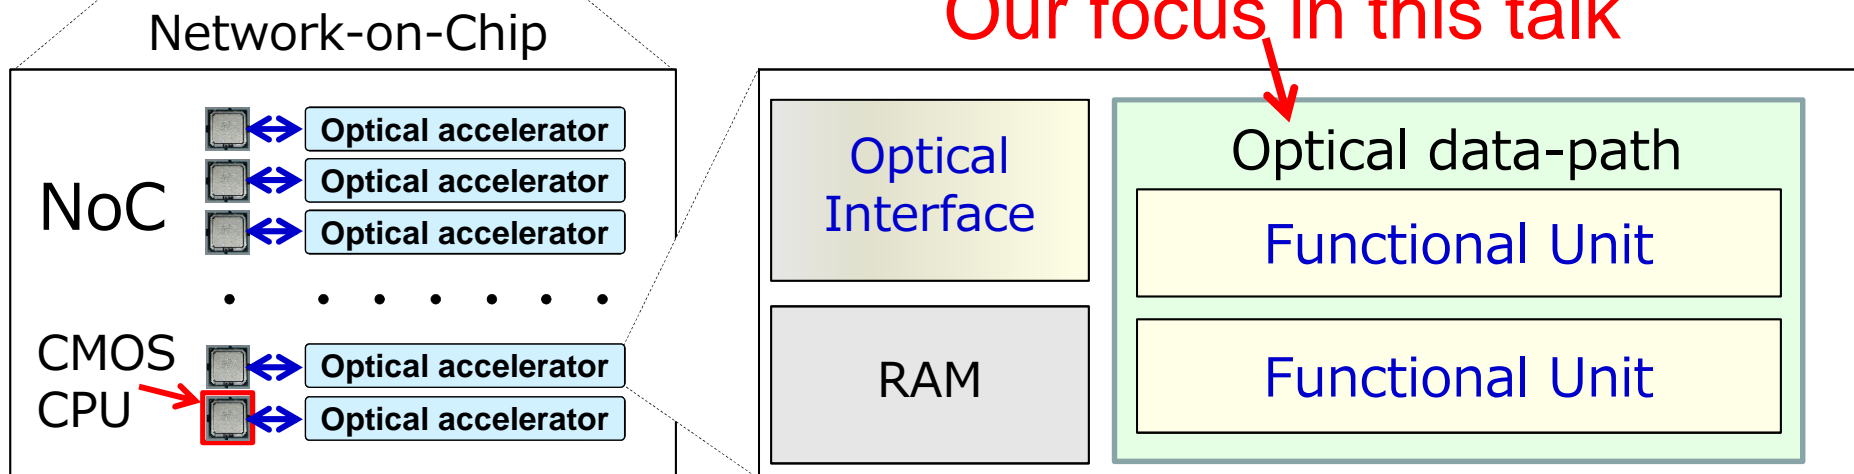 Network-on-Chip
Our focus in this talk
NoC
Optical accelerator
Optical accelerator
Optical accelerator
CMOS
CPU
Optical accelerator
Optical accelerator
Optical
Interface
RAM
Optical data-path
Functional Unit
Functional Unit